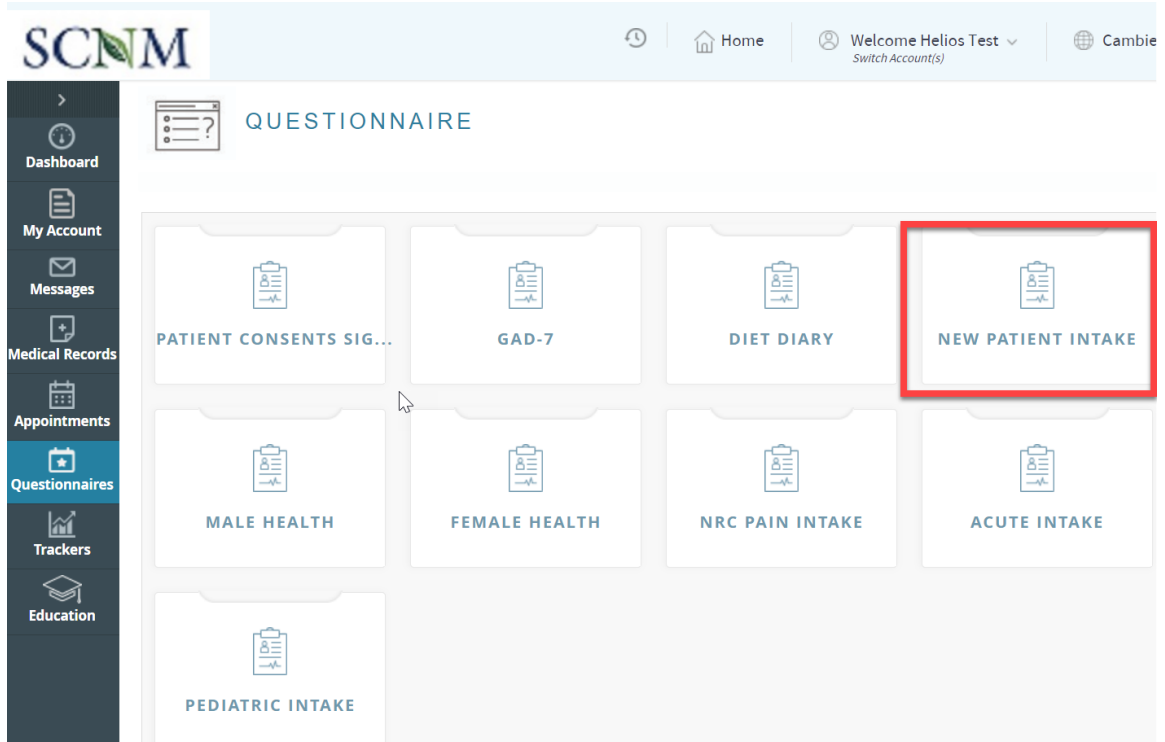 SCNM
Home
Welcome Helios Test
Switch Account(s)
Cambie
QUESTIONNAIRE
Dashboard
My Account
Messages
Medical Records
Appointments
Questionnaires
Trackers
Education
PATIENT CONSENTS SIG...
GAD-7
DIET DIARY
NEW PATIENT INTAKE
MALE HEALTH
FEMALE HEALTH
NRC PAIN INTAKE
ACUTE INTAKE
PEDIATRIC INTAKE